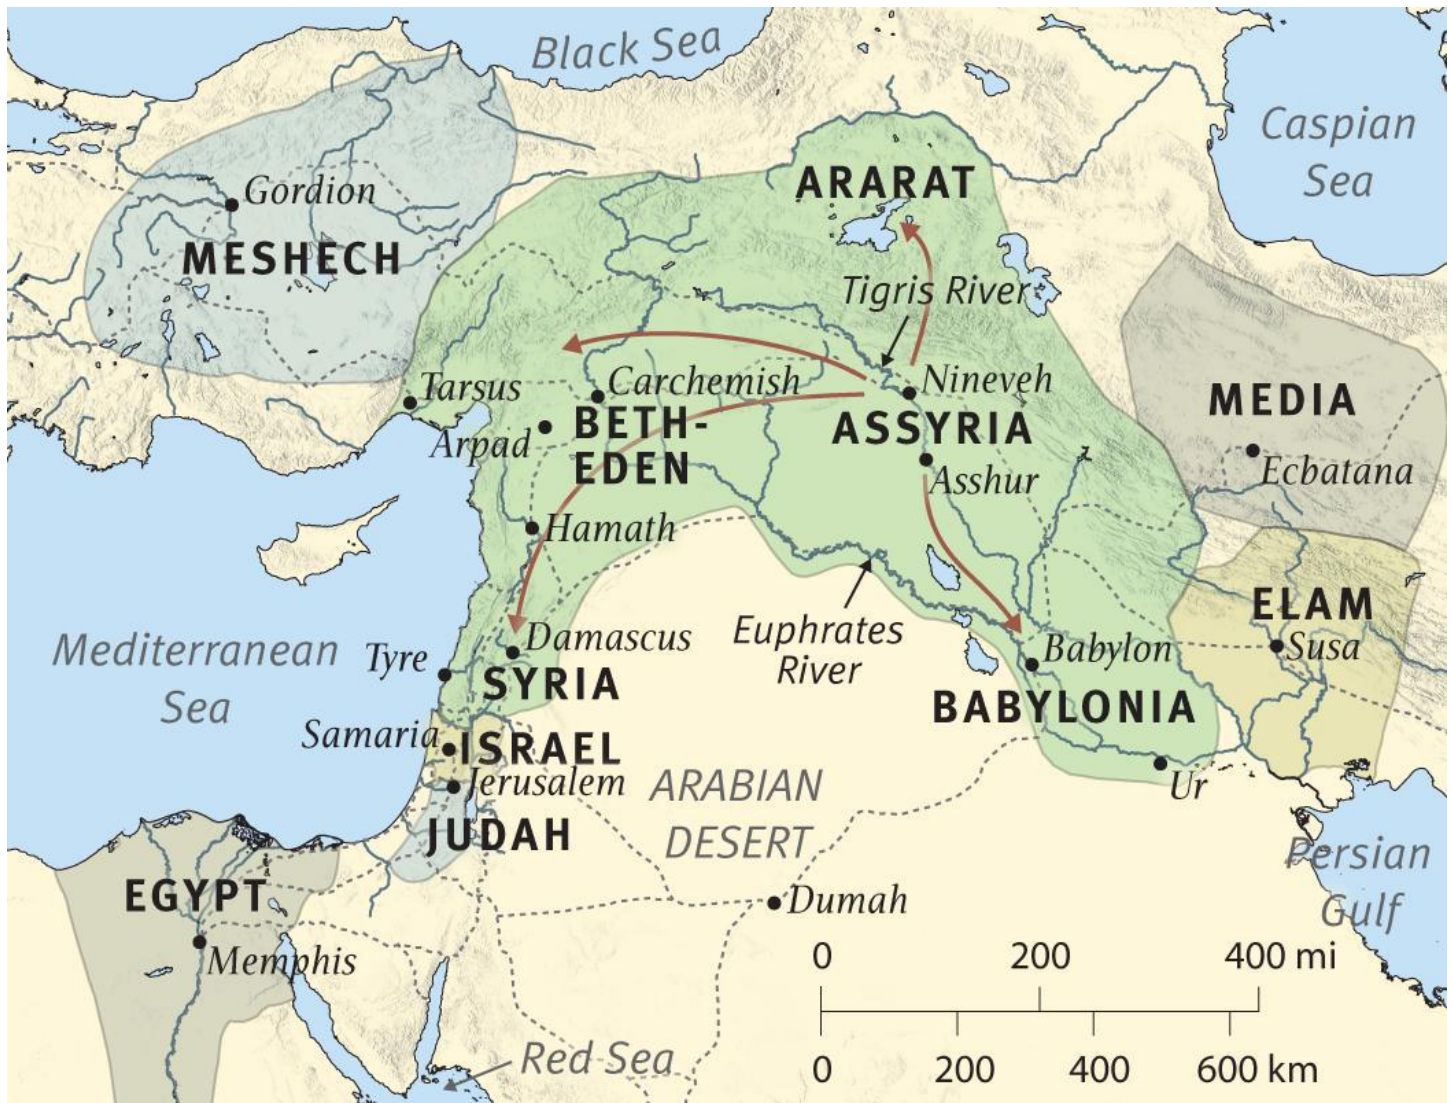 Black Sea
Caspian
Sea
ARARAT
Gordion
MESHECH
Tigris River
Tarsus
Carchemish
Nineveh
MEDIA
Arpad
BETH-
EDEN
ASSYRIA
Ecbatana
Asshur
Hamath
ELAM
Euphrates
River
Mediterranean
Sea
Tyre
Damascus
Babylon
Susa
SYRIA
BABYLONIA
Samaria
ISRAEL
Jerusalem
ARABIAN
DESERT
Ur
JUDAH
Persian
Gulf
EGYPT
Dumah
Memphis
0 200 400 mi
Red Sea
0 200 400 600 km